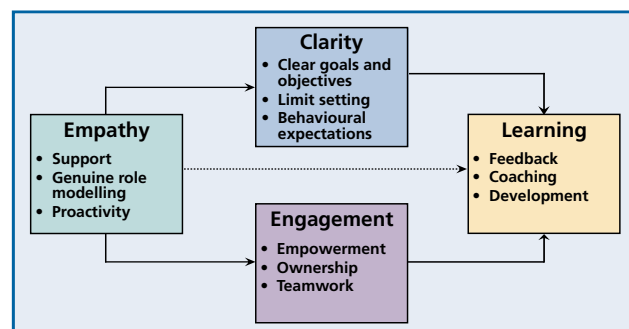 Clarity
• Clear goals and
objectives
• Limit setting
• Behavioural
expectations
Empathy
• Support
• Genuine role
modelling
• Proactivity
Learning
• Feedback
• Coaching
• Development
Engagement
• Empowerment
• Ownership
• Teamwork